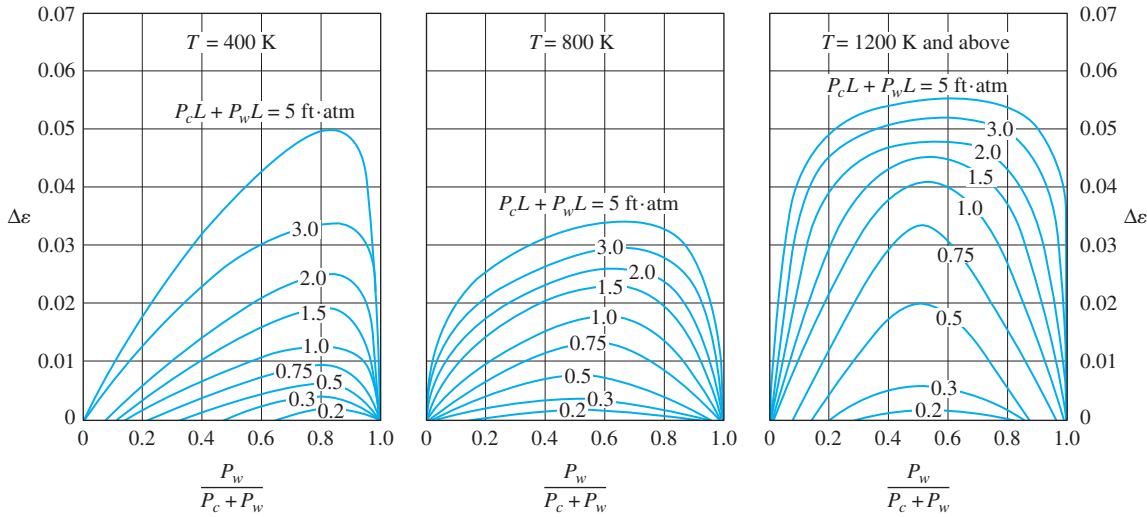 0.07
0.06
0.05
0.04
Δε
0.03
0.02
0.01
0
T = 400 K
P_cL + P_wL = 5 ft·atm
3.0
2.0
1.5
1.0
0.75
0.5
0.3
0.2
0 0.2 0.4 0.6 0.8 1.0
P_w
P_c + P_w
T = 800 K
P_cL + P_wL = 5 ft·atm
3.0
2.0
1.5
1.0
0.75
0.5
0.3
0.2
0 0.2 0.4 0.6 0.8 1.0
P_w
P_c + P_w
T = 1200 K and above
P_cL + P_wL = 5 ft·atm
3.0
2.0
1.5
1.0
0.75
0.5
0.3
0.2
0 0.2 0.4 0.6 0.8 1.0
P_w
P_c + P_w
0.07
0.06
0.05
0.04
Δε
0.03
0.02
0.01
0